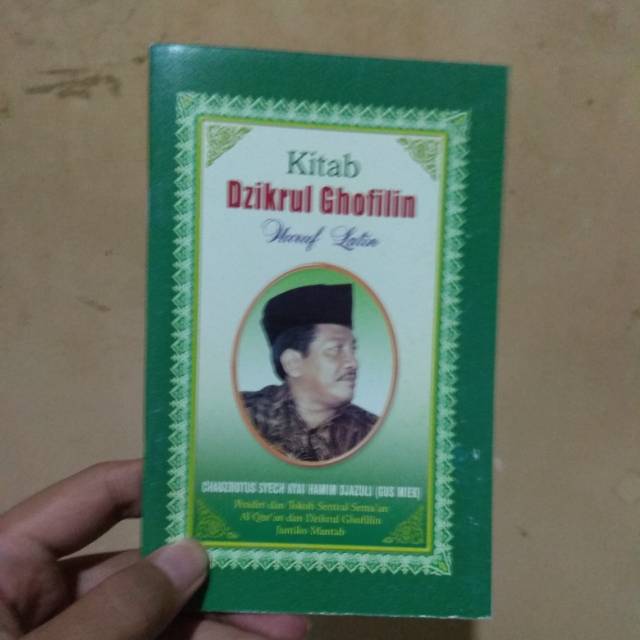 Kitab
Dzikrul Ghofilin
Huruf Latin
CHADZROTUS SYECH KYAI HAMIM DJAZULI (GUS MIEK)
Pendiri dan Tokoh Sentral Sema'an
Al-Qur'an dan Dzikrul Ghofilin
Jantiko Mantab